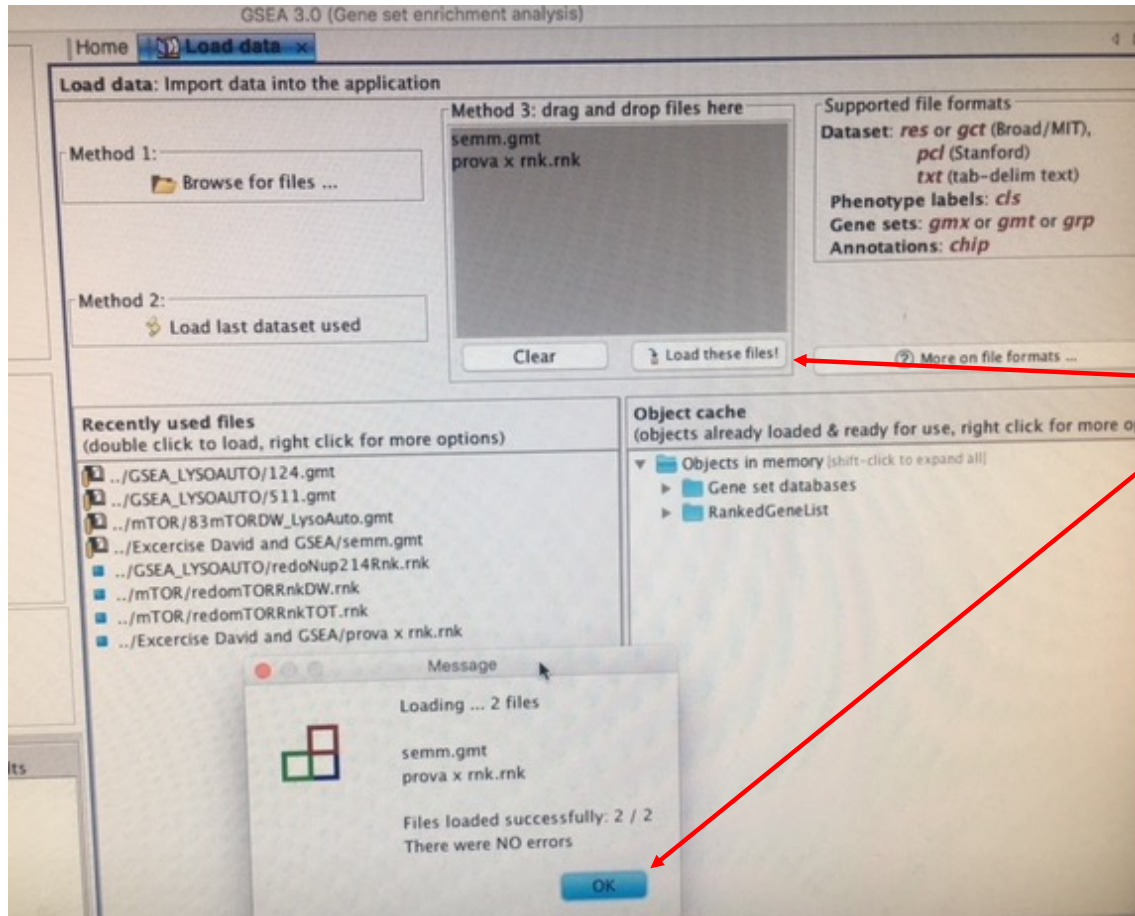 GSEA 3.0 (Gene set enrichment analysis)
Home Load data x
Load data: Import data into the application
Method 1:
Browse for files ...
Method 2:
Load last dataset used
Method 3: drag and drop files here
semm.gmt
prova x rnk.rnk
Clear Load these files!
Supported file formats
Dataset: res or gct (Broad/MIT),
pcl (Stanford)
txt (tab-delim text)
Phenotype labels: cls
Gene sets: gmx or gmt or grp
Annotations: chip
? More on file formats ...
Recently used files
(double click to load, right click for more options)
../GSEA_LYSOAUTO/124.gmt
../GSEA_LYSOAUTO/511.gmt
../mTOR/83mTORDW_LysoAuto.gmt
../Excercise David and GSEA/semm.gmt
../GSEA_LYSOAUTO/redoNup214Rnk.rnk
../mTOR/redomTORRnkDW.rnk
../mTOR/redomTORRnkTOT.rnk
../Excercise David and GSEA/prova x rnk.rnk
Object cache
(objects already loaded & ready for use, right click for more
Objects in memory [shift-click to expand all]
Gene set databases
RankedGeneList
Message
Loading ... 2 files
semm.gmt
prova x rnk.rnk
Files loaded successfully: 2 / 2
There were NO errors
OK